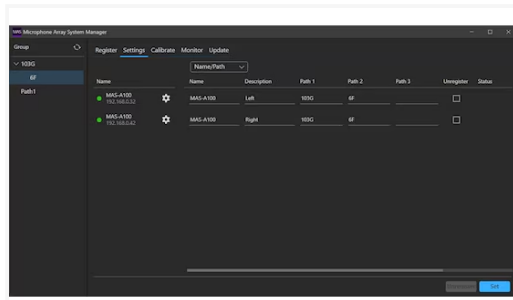 Microphone Array System Manager
Group
Register Settings Calibrate Monitor Update
103G
6F
Path1
Name/Path
Name Name Description Path 1 Path 2 Path 3 Unregister Status
MAS-A100 MAS-A100 Left 103G 6F
192.168.0.52
MAS-A100 MAS-A100 Right 103G 6F
192.168.0.42
Set